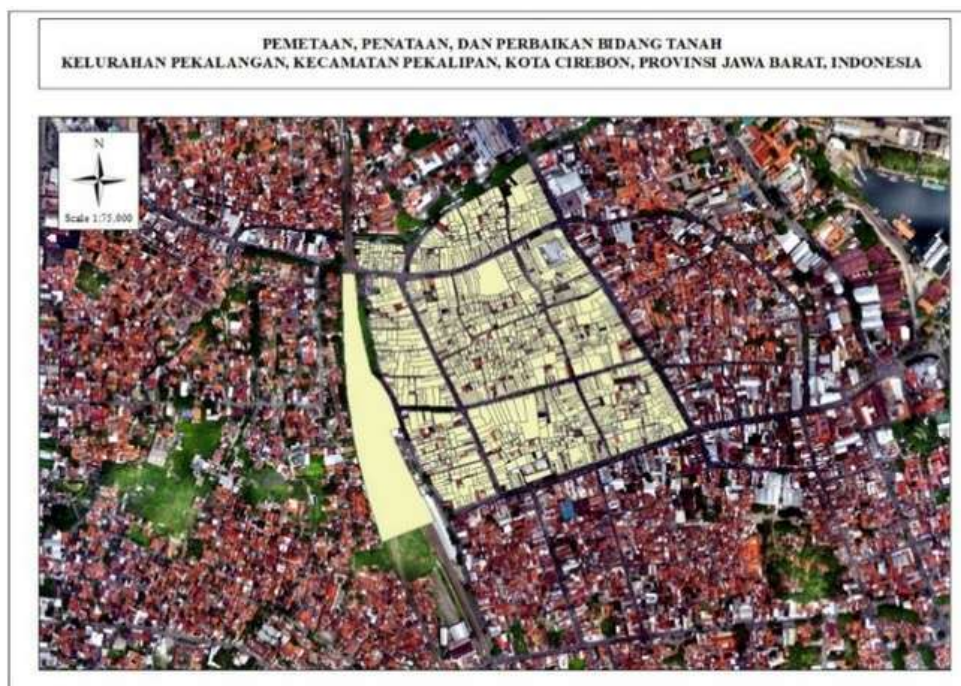 PEMETAAN, PENATAAN, DAN PERBAIKAN BIDANG TANAH
KELURAHAN PEKALANGAN, KECAMATAN PEKALIPAN, KOTA CIREBON, PROVINSI JAWA BARAT, INDONESIA
N
Scale 1:75.000